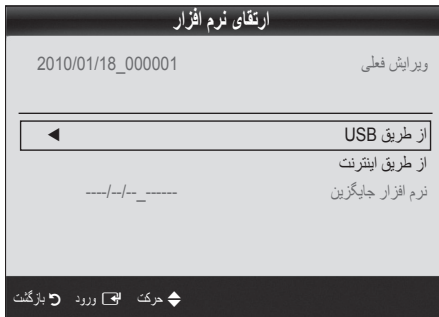 ارتقای نرم افزار
ویرایش فعلی 2010/01/18_000001
از طریق USB ◀
از طریق اینترنت
نرم افزار جایگزین ----/--/--_------
حرکت ورود بازگشت